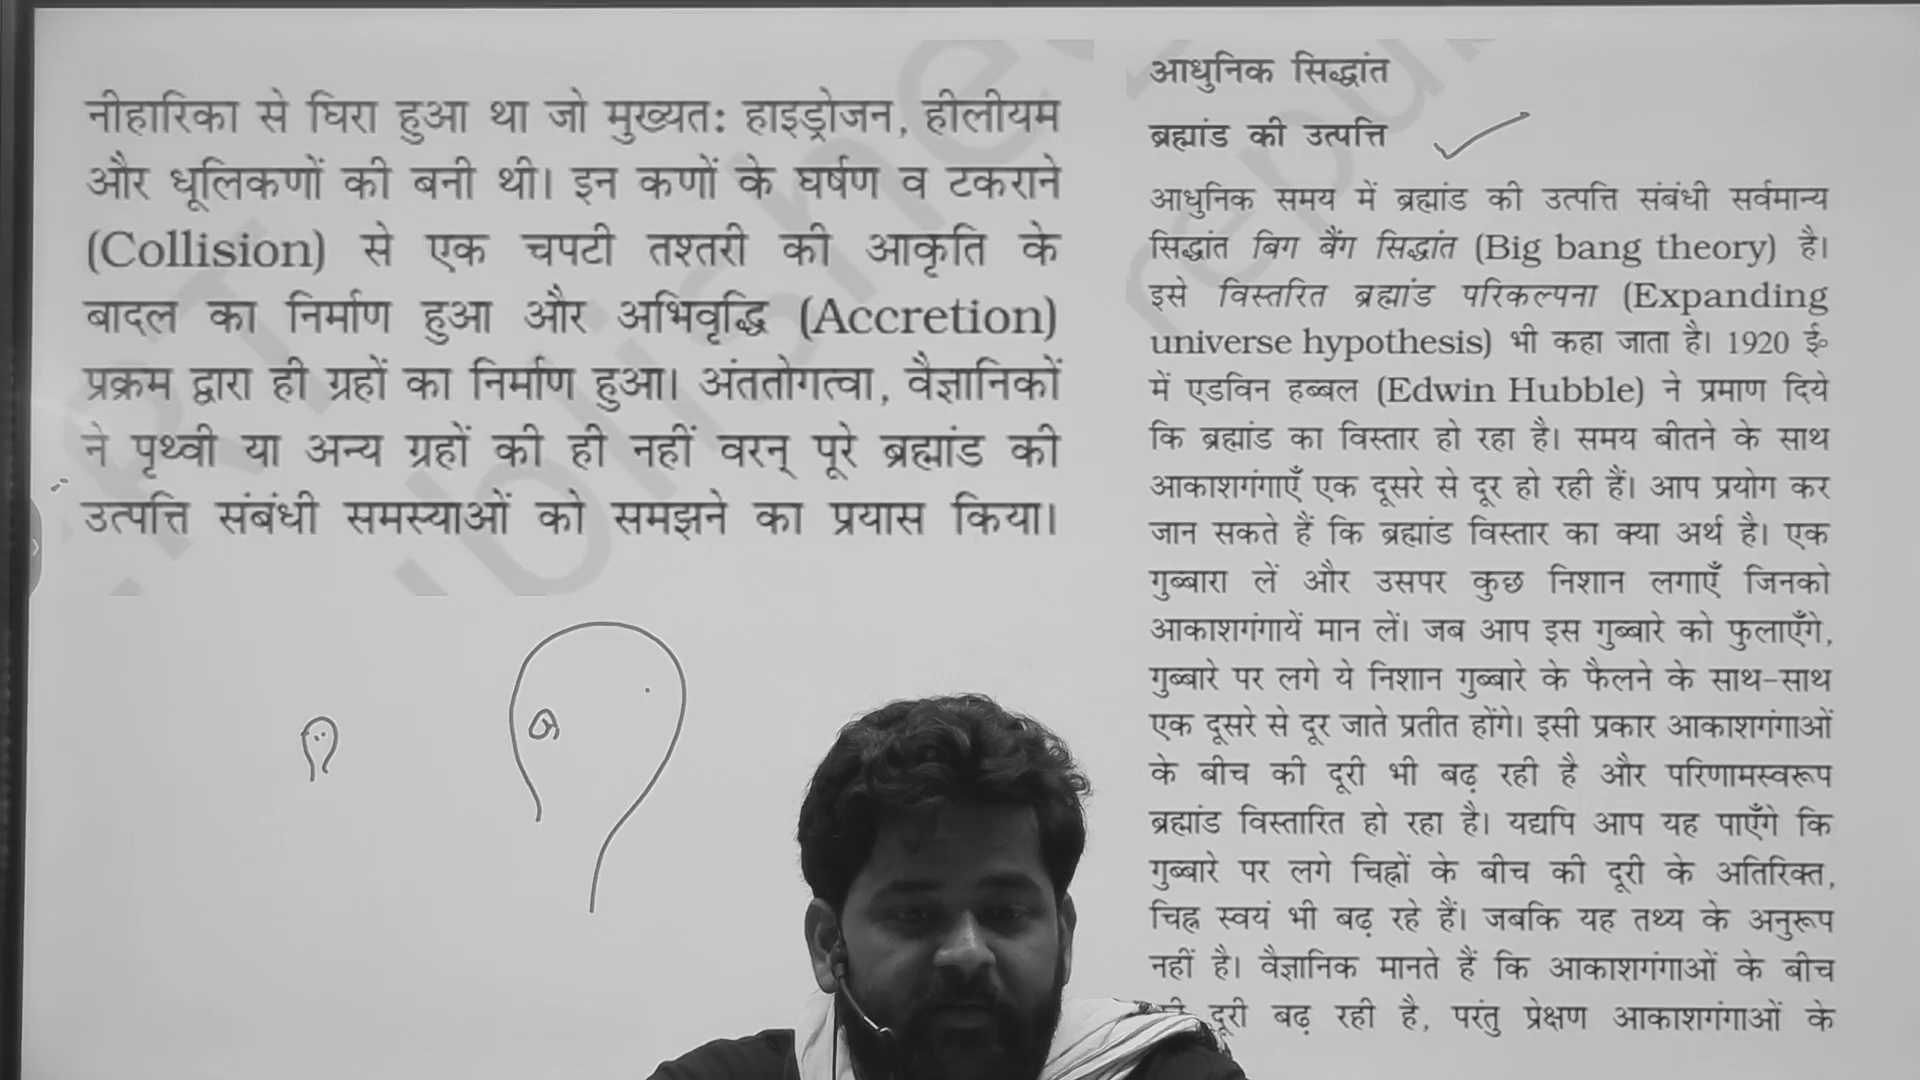 नीहारिका से घिरा हुआ था जो मुख्यतः हाइड्रोजन, हीलीयम
और धूलिकणों की बनी थी। इन कणों के घर्षण व टकराने
(Collision) से एक चपटी तश्तरी की आकृति के
बादल का निर्माण हुआ और अभिवृद्धि (Accretion)
प्रक्रम द्वारा ही ग्रहों का निर्माण हुआ। अंततोगत्वा, वैज्ञानिकों
ने पृथ्वी या अन्य ग्रहों की ही नहीं वरन् पूरे ब्रह्मांड की
उत्पत्ति संबंधी समस्याओं को समझने का प्रयास किया।
आधुनिक सिद्धांत
ब्रह्मांड की उत्पत्ति
आधुनिक समय में ब्रह्मांड की उत्पत्ति संबंधी सर्वमान्य
सिद्धांत बिग बैंग सिद्धांत (Big bang theory) है।
इसे विस्तरित ब्रह्मांड परिकल्पना (Expanding
universe hypothesis) भी कहा जाता है। 1920 ई॰
में एडविन हब्बल (Edwin Hubble) ने प्रमाण दिये
कि ब्रह्मांड का विस्तार हो रहा है। समय बीतने के साथ
आकाशगंगाएँ एक दूसरे से दूर हो रही हैं। आप प्रयोग कर
जान सकते हैं कि ब्रह्मांड विस्तार का क्या अर्थ है। एक
गुब्बारा लें और उसपर कुछ निशान लगाएँ जिनको
आकाशगंगायें मान लें। जब आप इस गुब्बारे को फुलाएँगे,
गुब्बारे पर लगे ये निशान गुब्बारे के फैलने के साथ-साथ
एक दूसरे से दूर जाते प्रतीत होंगे। इसी प्रकार आकाशगंगाओं
के बीच की दूरी भी बढ़ रही है और परिणामस्वरूप
ब्रह्मांड विस्तारित हो रहा है। यद्यपि आप यह पाएँगे कि
गुब्बारे पर लगे चिह्नों के बीच की दूरी के अतिरिक्त,
चिह्न स्वयं भी बढ़ रहे हैं। जबकि यह तथ्य के अनुरूप
नहीं है। वैज्ञानिक मानते हैं कि आकाशगंगाओं के बीच
दूरी बढ़ रही है, परंतु प्रेक्षण आकाशगंगाओं के